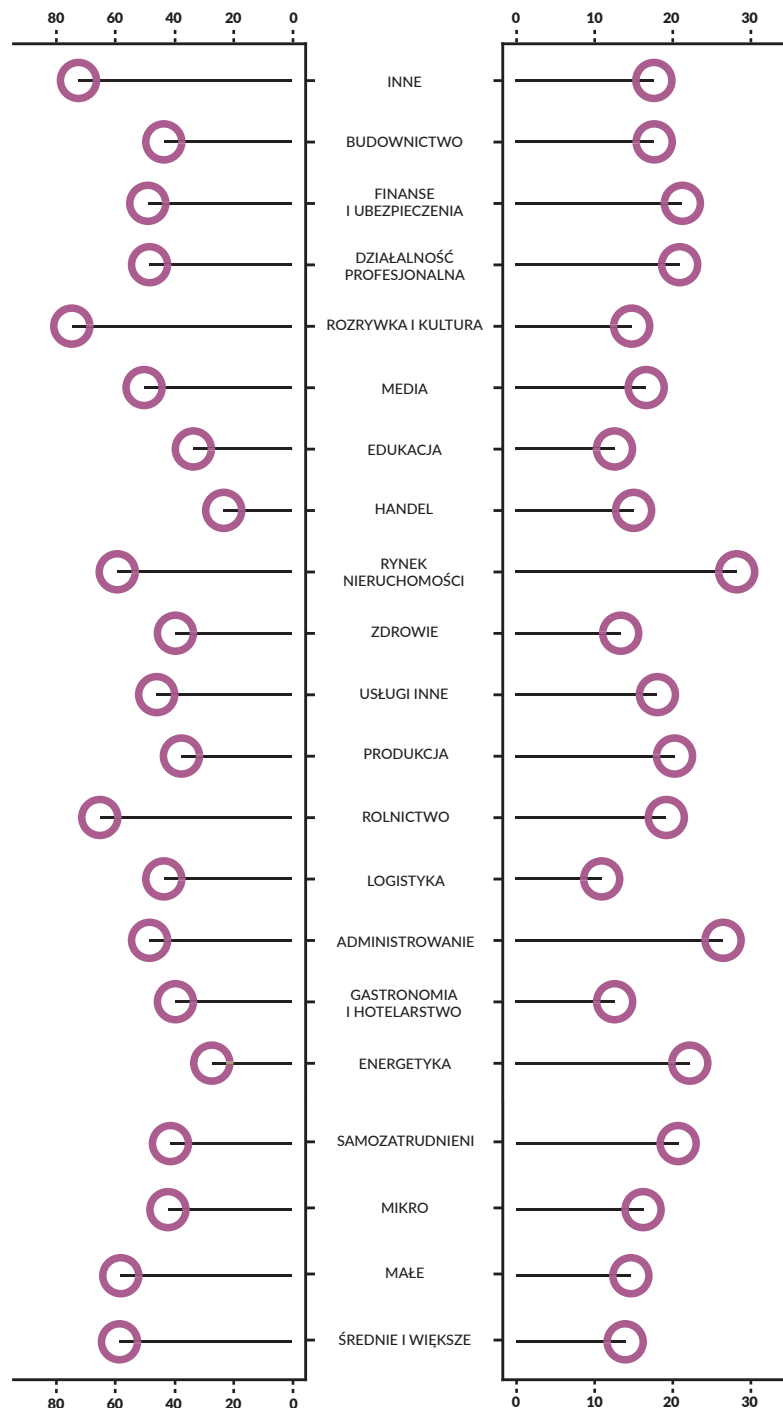 80 60 40 20 0 0 10 20 30
INNE
BUDOWNICTWO
FINANSE
I UBEZPIECZENIA
DZIAŁALNOŚĆ
PROFESJONALNA
ROZRYWKA I KULTURA
MEDIA
EDUKACJA
HANDEL
RYNEK
NIERUCHOMOŚCI
ZDROWIE
USŁUGI INNE
PRODUKCJA
ROLNICTWO
LOGISTYKA
ADMINISTROWANIE
GASTRONOMIA
I HOTELARSTWO
ENERGETYKA
SAMOZATRUDNIENI
MIKRO
MAŁE
ŚREDNIE I WIĘKSZE
80 60 40 20 0 0 10 20 30